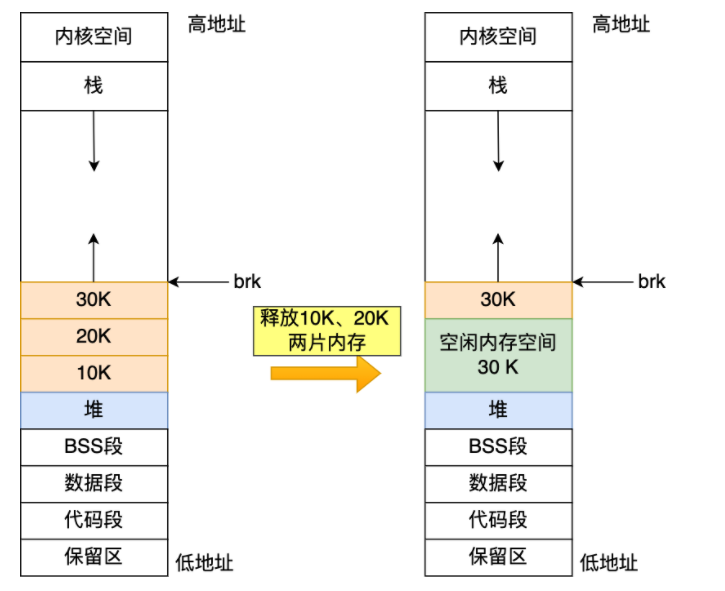 高地址
内核空间
栈
brk
30K
20K
10K
堆
BSS段
数据段
代码段
保留区
低地址
释放10K、20K
两片内存
高地址
内核空间
栈
brk
30K
空闲内存空间
30 K
堆
BSS段
数据段
代码段
保留区
低地址